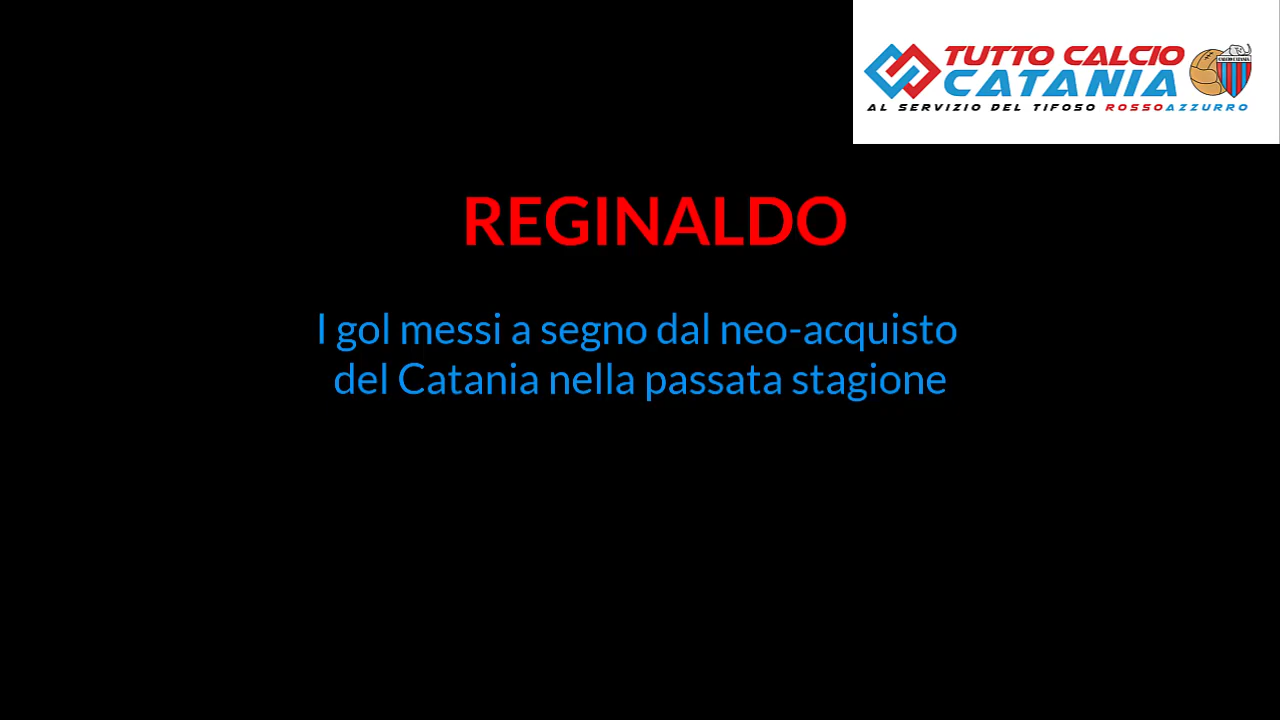 TUTTO CALCIO
CATANIA
AL SERVIZIO DEL TIFOSO ROSSOAZZURRO
REGINALDO
I gol messi a segno dal neo-acquisto
del Catania nella passata stagione